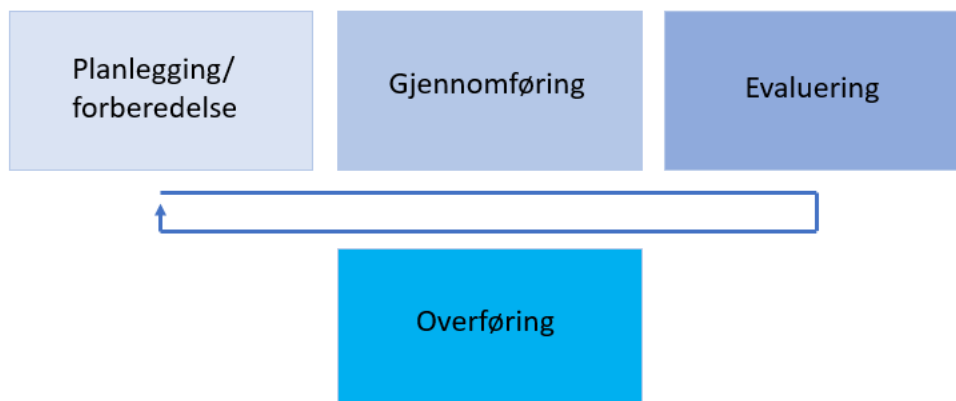 Planlegging/
forberedelse
Gjennomføring
Evaluering
Overføring